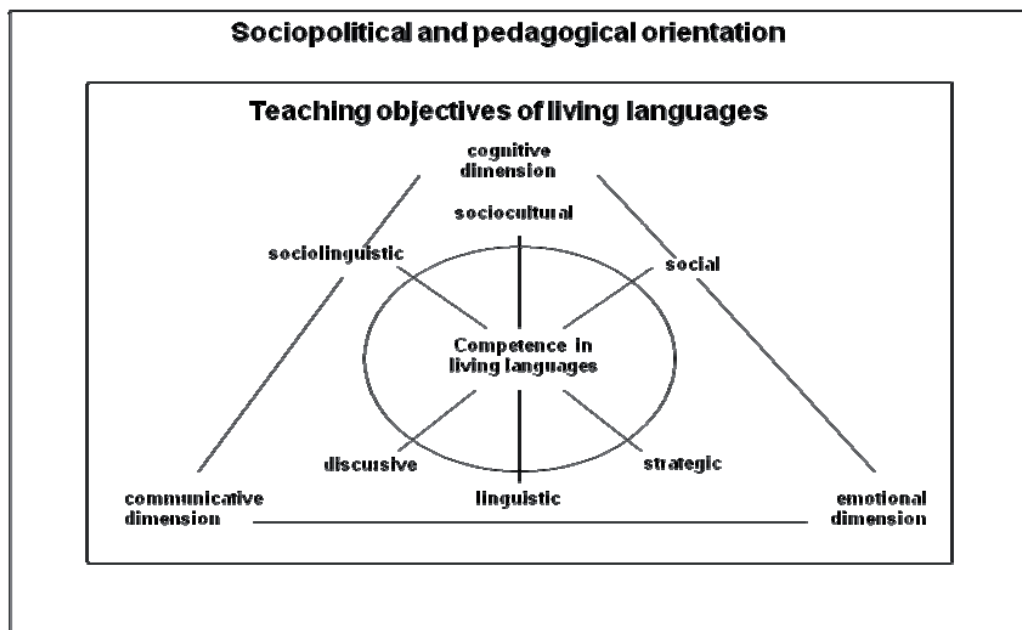 Sociopolitical and pedagogical orientation
Teaching objectives of living languages
cognitive
dimension
sociocultural
sociolinguistic
social
Competence in
living languages
discursive
strategic
communicative
dimension
linguistic
emotional
dimension